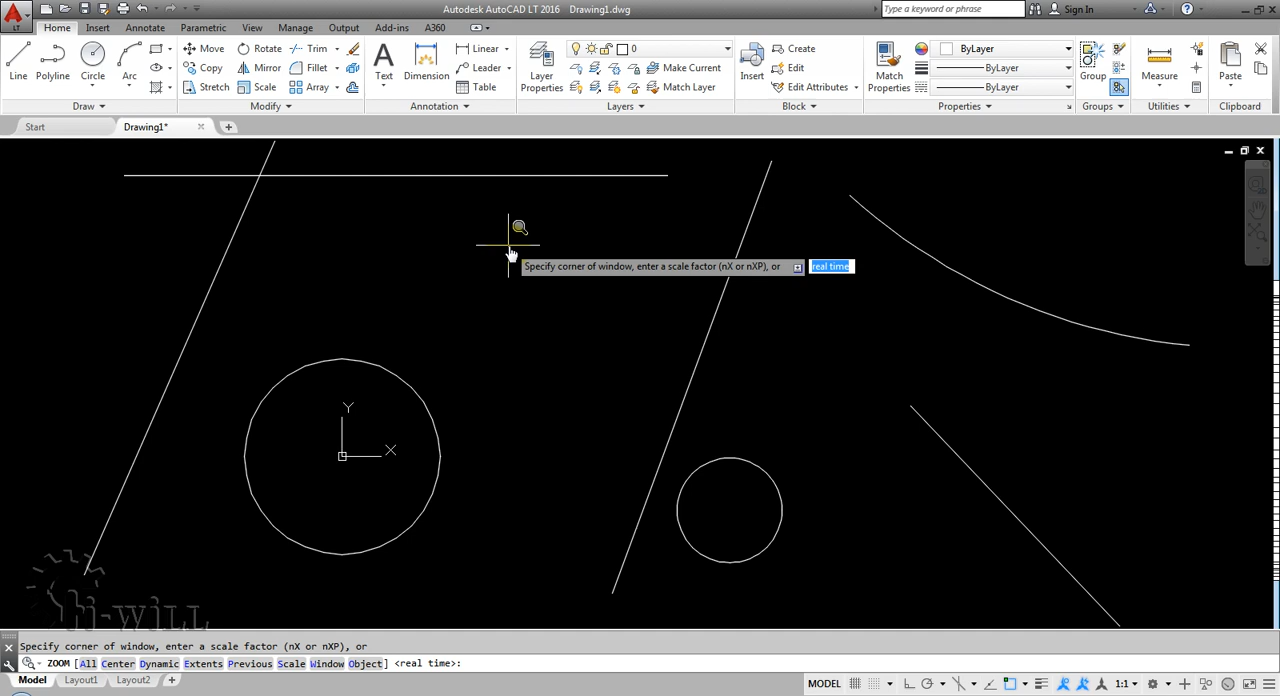 Autodesk AutoCAD LT 2016 Drawing1.dwg
Type a keyword or phrase
Sign In
LT
Home Insert Annotate Parametric View Manage Output Add-ins A360
Line Polyline Circle Arc
Move Rotate Trim
Copy Mirror Fillet
Stretch Scale Array
Text Dimension
Linear
Leader
Table
Layer
Properties
0
Make Current
Match Layer
Insert
Create
Edit
Edit Attributes
Match
Properties
ByLayer
ByLayer
ByLayer
Group
Measure
Paste
Draw Modify Annotation Layers Block Properties Groups Utilities Clipboard
Start Drawing1*
Specify corner of window, enter a scale factor (nX or nXP), or real time
Y
X
hi-WiLL
Specify corner of window, enter a scale factor (nX or nXP), or
ZOOM [All Center Dynamic Extents Previous Scale Window Object] <real time>:
Model Layout1 Layout2
MODEL 1:1